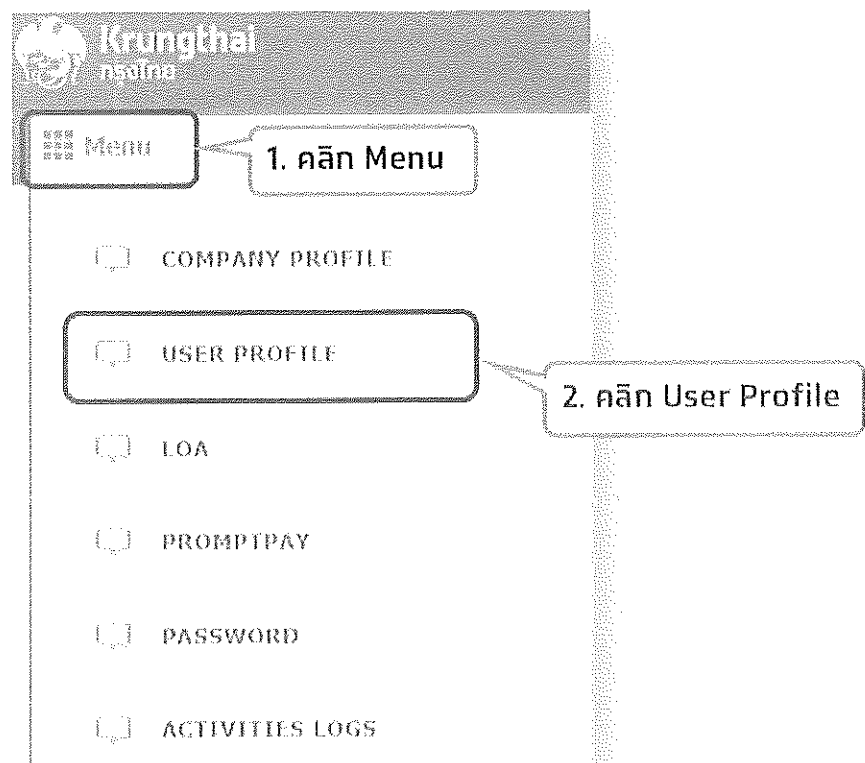 Krungthai
กรุงไทย
Menu
1. คลิก Menu
COMPANY PROFILE
USER PROFILE
2. คลิก User Profile
LOA
PROMPTPAY
PASSWORD
ACTIVITIES LOGS